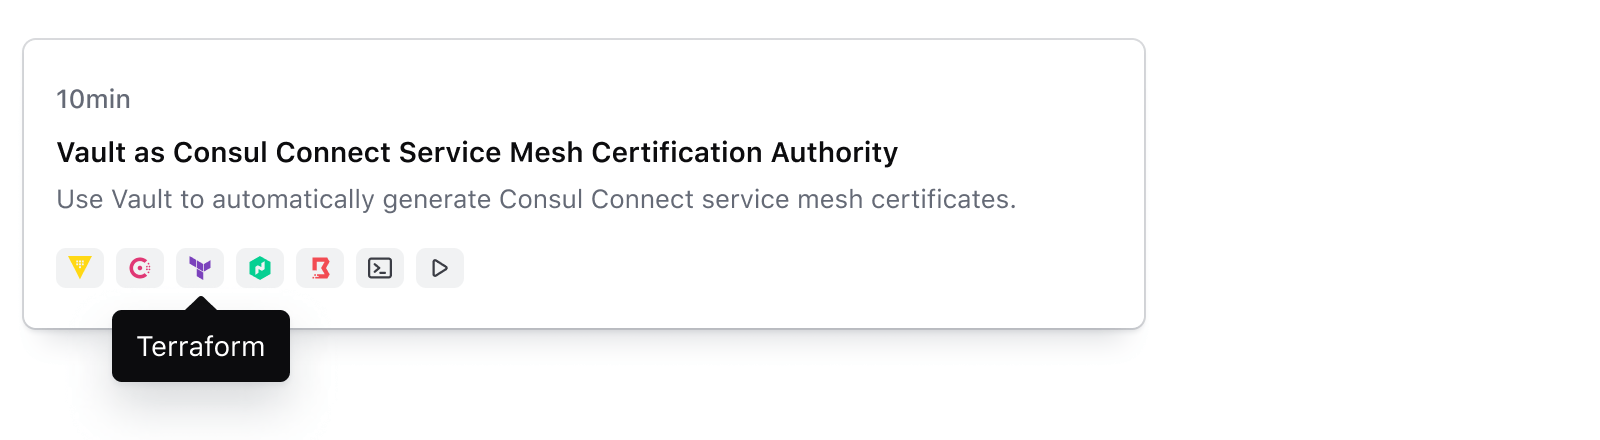 10min
Vault as Consul Connect Service Mesh Certification Authority
Use Vault to automatically generate Consul Connect service mesh certificates.
Terraform